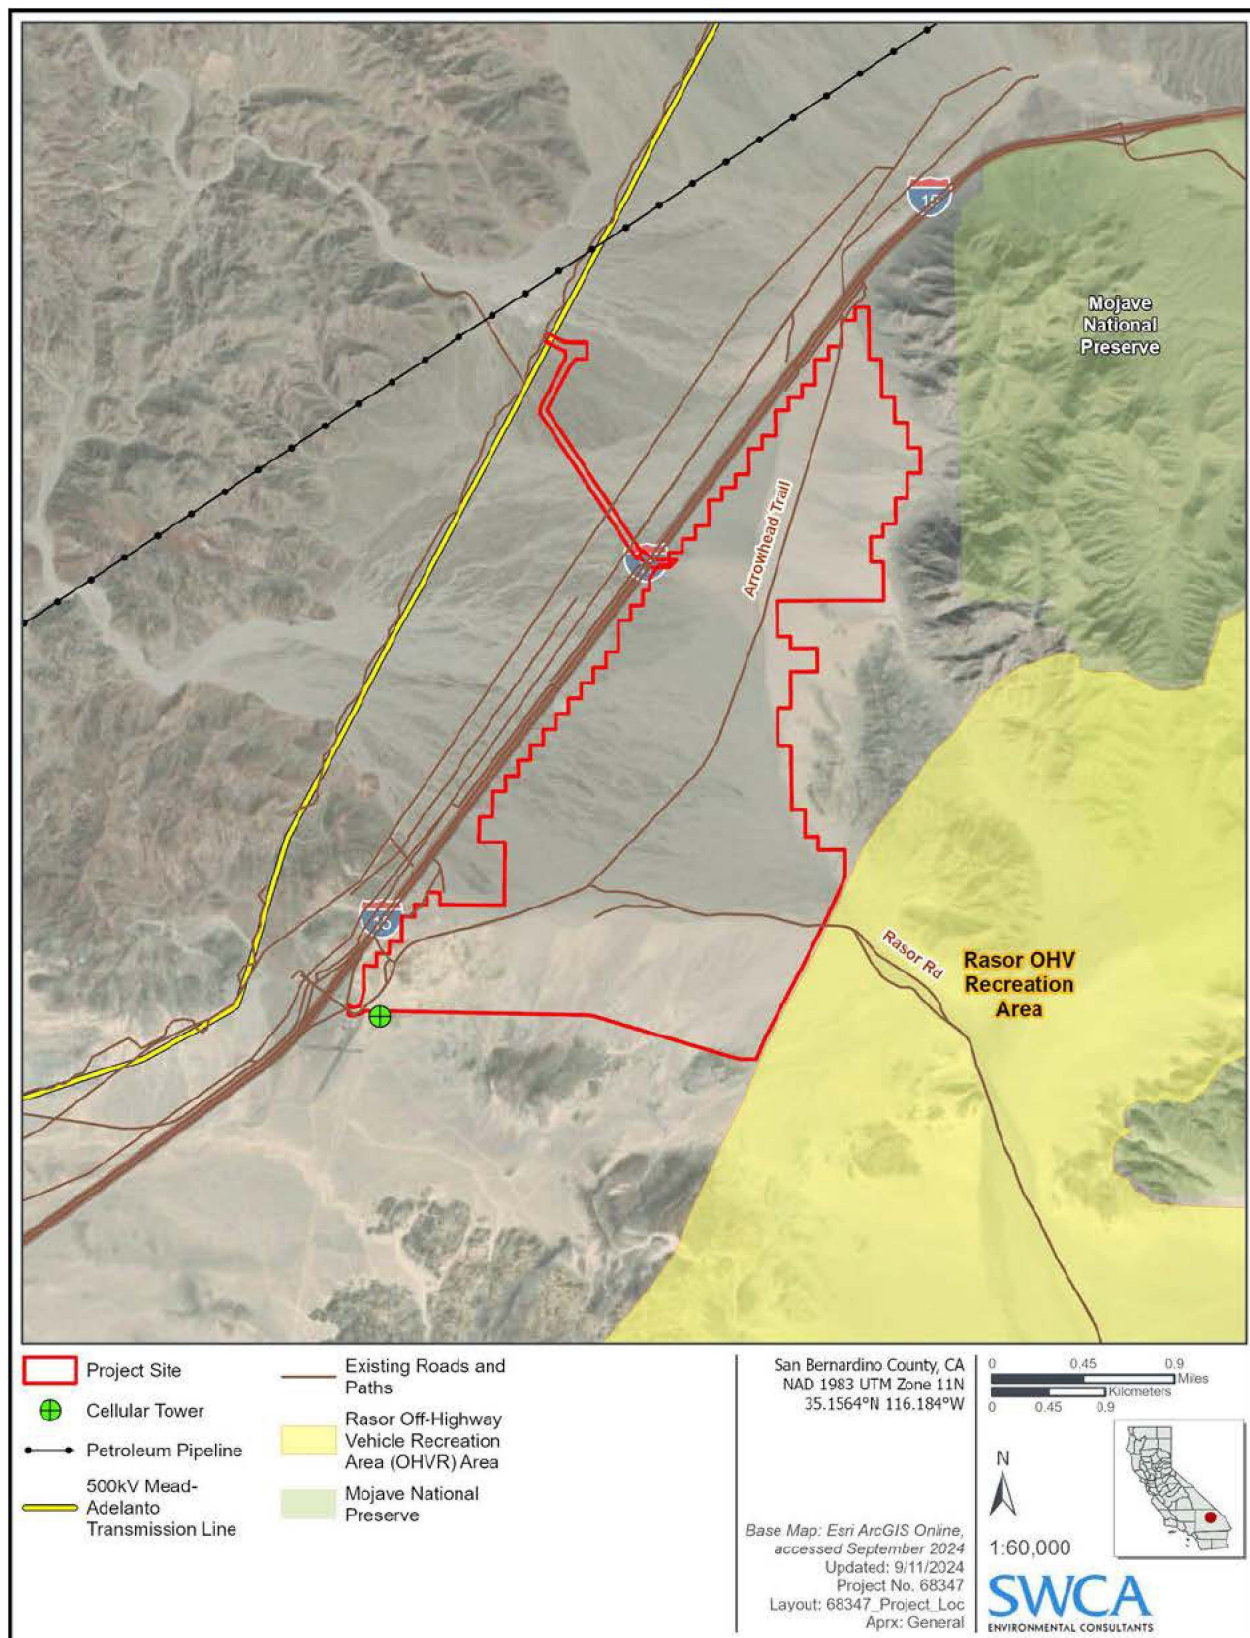 15
Mojave
National
Preserve
Arrowhead Trail
15
Rasor Rd
Rasor OHV
Recreation
Area
Project Site
Cellular Tower
Petroleum Pipeline
500kV Mead-
Adelanto
Transmission Line
Existing Roads and
Paths
Rasor Off-Highway
Vehicle Recreation
Area (OHVR) Area
Mojave National
Preserve
San Bernardino County, CA
NAD 1983 UTM Zone 11N
35.1564°N 116.184°W
Base Map: Esri ArcGIS Online,
accessed September 2024
Updated: 9/11/2024
Project No. 68347
Layout: 68347_Project_Loc
Aprx: General
0 0.45 0.9
Miles
Kilometers
0 0.45 0.9
N
1:60,000
SWCA
ENVIRONMENTAL CONSULTANTS